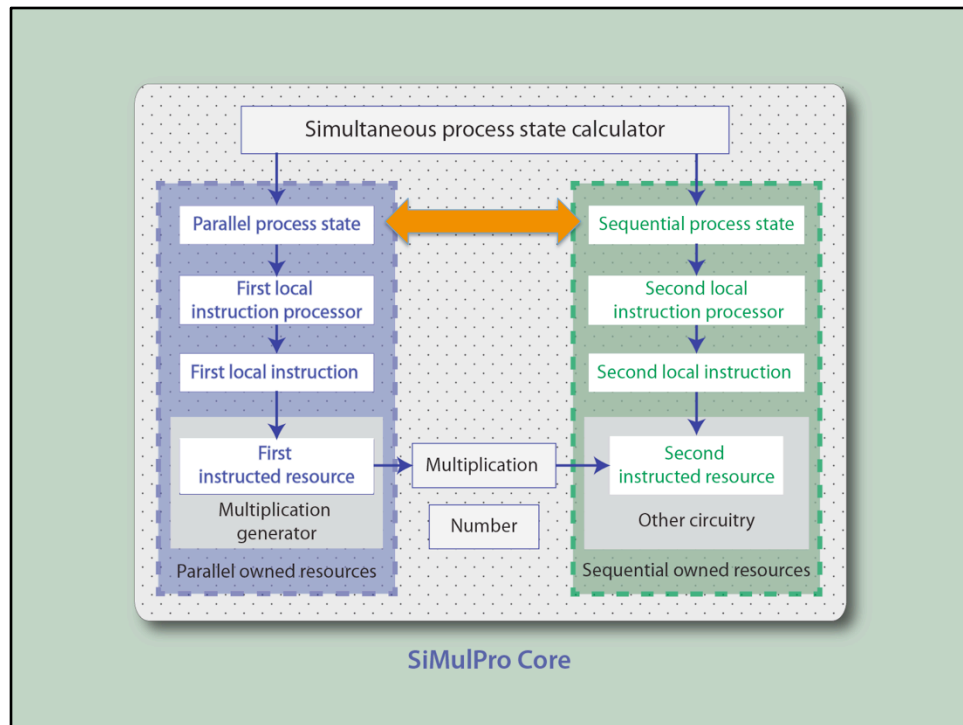 Simultaneous process state calculator
Parallel process state
First local
instruction processor
First local instruction
First
instructed resource
Multiplication
generator
Parallel owned resources
Multiplication
Number
Sequential process state
Second local
instruction processor
Second local instruction
Second
instructed resource
Other circuitry
Sequential owned resources
SiMulPro Core